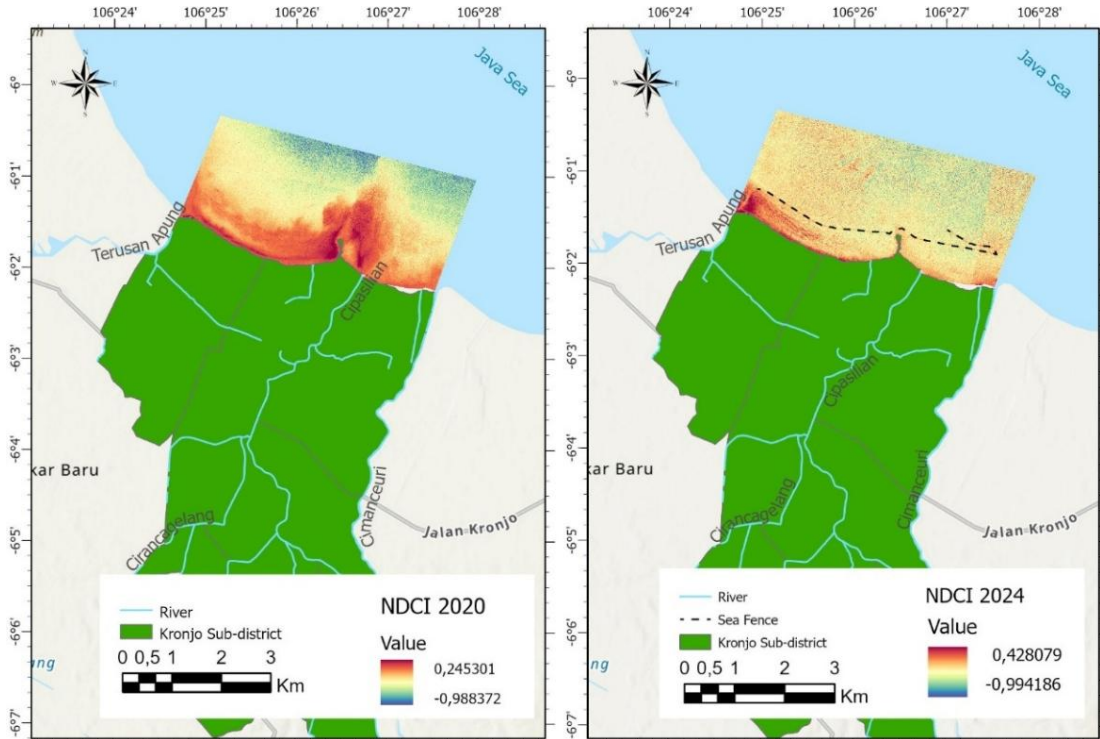 106°24' 106°25' 106°26' 106°27' 106°28'
m
N
W E
S
Java Sea
-6°
-6°1'
-6°2'
-6°3'
-6°4'
-6°5'
-6°6'
-6°7'
Terusan Apung
Cipasilian
kar Baru
Cimanceuri
Jalan Kronjo
Cirancagelang
ang
River
Kronjo Sub-district
0 0,5 1 2 3
Km
NDCI 2020
Value
0,245301
-0,988372
106°24' 106°25' 106°26' 106°27' 106°28'
N
W E
S
Java Sea
-6°
-6°1'
-6°2'
-6°3'
-6°4'
-6°5'
-6°6'
-6°7'
Terusan Apung
Cipasilian
kar Baru
Cirancagelang
Cimanceuri
Jalan Kronjo
ng
River
Sea Fence
Kronjo Sub-district
0 0,5 1 2 3
Km
NDCI 2024
Value
0,428079
-0,994186